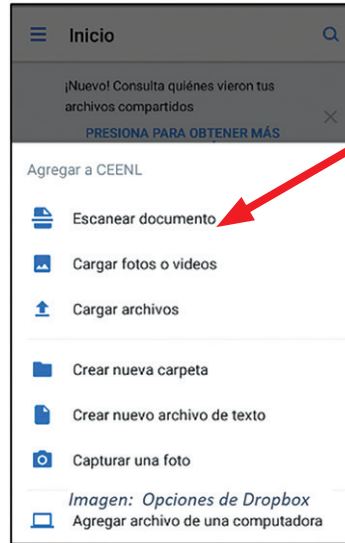 Inicio
¡Nuevo! Consulta quiénes vieron tus
archivos compartidos
PRESIONA PARA OBTENER MÁS
Agregar a CEENL
Escanear documento
Cargar fotos o videos
Cargar archivos
Crear nueva carpeta
Crear nuevo archivo de texto
Capturar una foto
Imagen: Opciones de Dropbox
Agregar archivo de una computadora